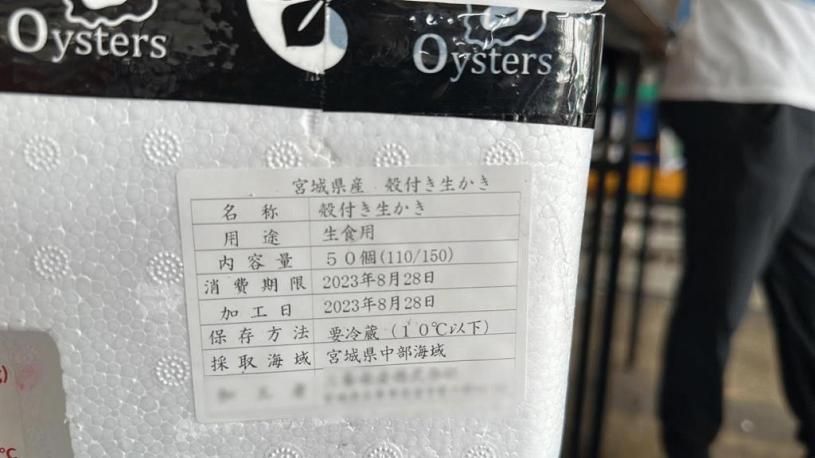 Oysters
Oysters
宮城県産 殻付き生かき
名称 殻付き生かき
用途 生食用
内容量 50個(110/150)
消費期限 2023年8月28日
加工日 2023年8月28日
保存方法 要冷蔵(10℃以下)
採取海域 宮城県中部海域
℃